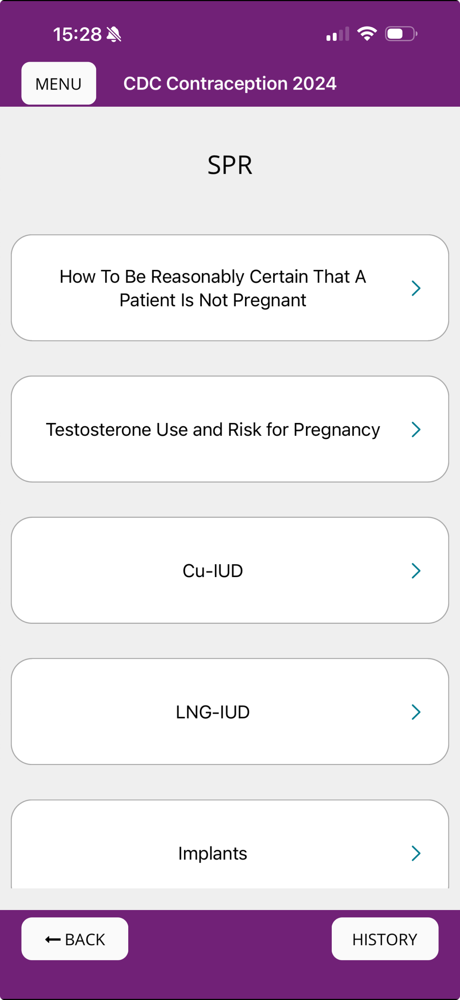 15:28
MENU
CDC Contraception 2024
SPR
How To Be Reasonably Certain That A
Patient Is Not Pregnant
Testosterone Use and Risk for Pregnancy
Cu-IUD
LNG-IUD
Implants
BACK
HISTORY